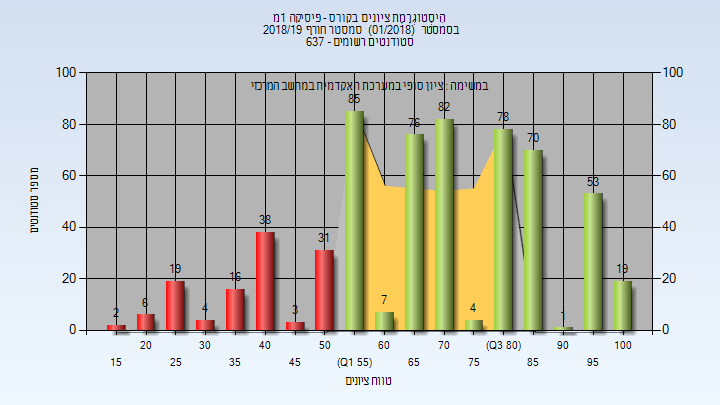 היסטוגרמת ציונים בקורס - פיסיקה 1מ
בסמסטר (01/2018) סמסטר חורף 2018/19
סטודנטים רשומים - 637
במשימה : ציון סופי במערכת האקדמית במחשב המרכזי
מספר סטודנטים
100 100
80 80
60 60
40 40
20 20
0 0
2 6 19 4 16 38 3 31 85 7 76 82 4 78 70 1 53 19
20 30 40 50 60 70 (Q3 80) 90 100
15 25 35 45 (Q1 55) 65 75 85 95
טווח ציונים